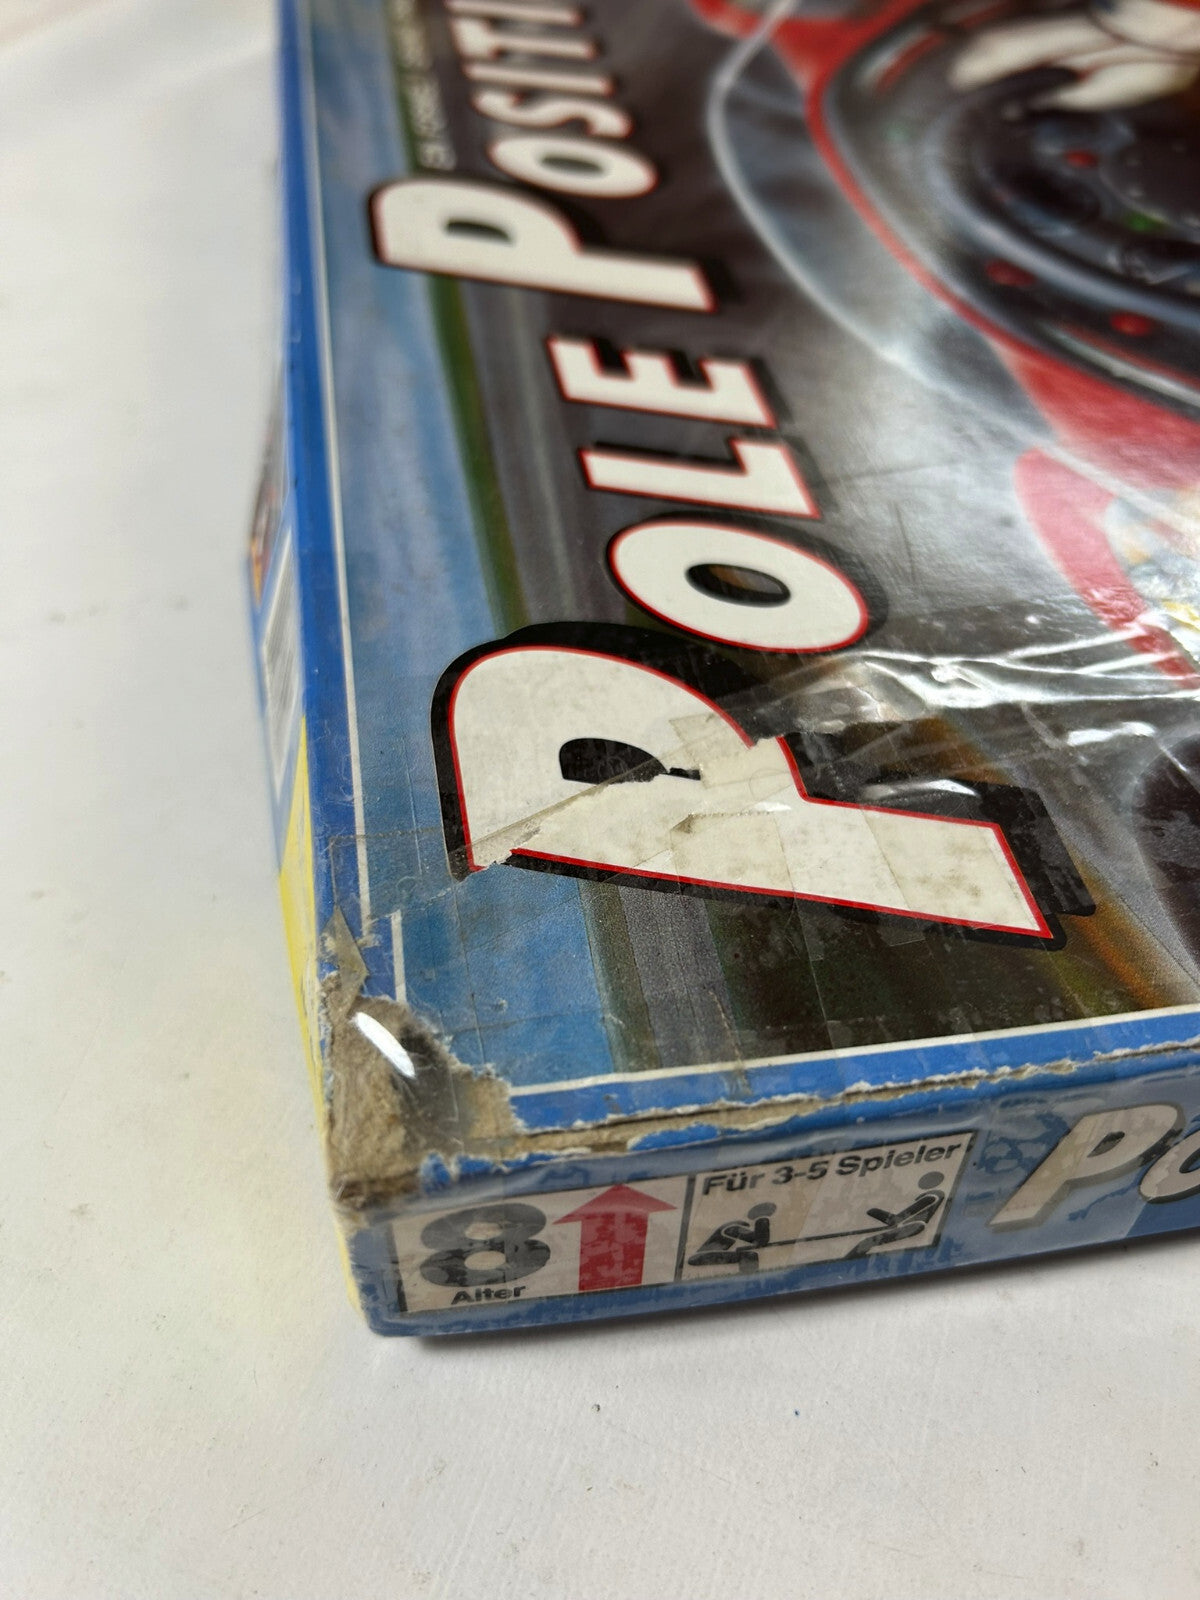 POLE POSITI
8
Alter
Für 3-5 Spieler
Po